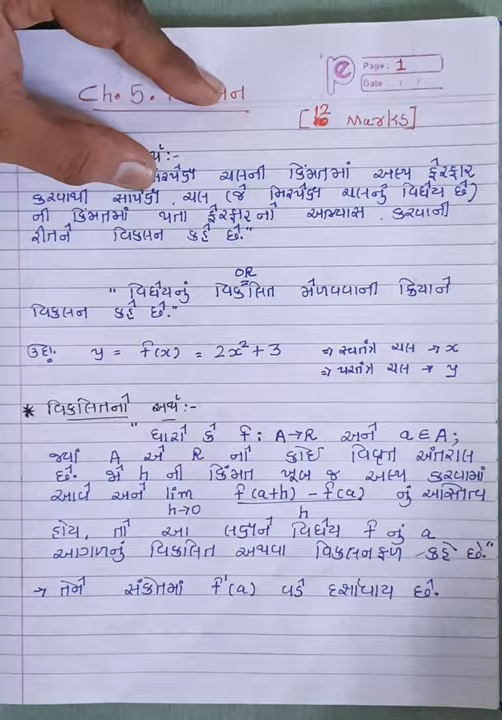 Page: 1
Date: / /
Ch. 5.
[12 Marks]
અર્થ:-
નિરપેક્ષ ચલની કિંમતમાં અલ્પ ફેરફાર
કરવાથી સાપેક્ષ ચલ (જે નિરપેક્ષ ચલનું વિધેય છે)
ની કિંમતમાં થતા ફેરફારનો અભ્યાસ કરવાની
રીતને વિકલન કહે છે."
OR
" વિધેયનું વિકલિત મેળવવાની ક્રિયાને
વિકલન કહે છે."
ઉદા. y = f(x) = 2x²+3 ⇒ સ્વતંત્ર ચલ → x
⇒ પરતંત્ર ચલ → y
* વિકલિતનો અર્થ:-
" ધારો કે f: A→R અને a∈A;
જ્યાં A એ R નો કોઈ વિવૃત અંતરાલ
છે. જો h ની કિંમત ખૂબ જ અલ્પ કરવામાં
આવે અને lim f(a+h) - f(a) નું અસ્તિત્વ
h→0 h
હોય, તો આ લક્ષને વિધેય f નું a
આગળનું વિકલિત અથવા વિકલનફળ કહે છે."
→ તેને સંકેતમાં f'(a) વડે દર્શાવાય છે.